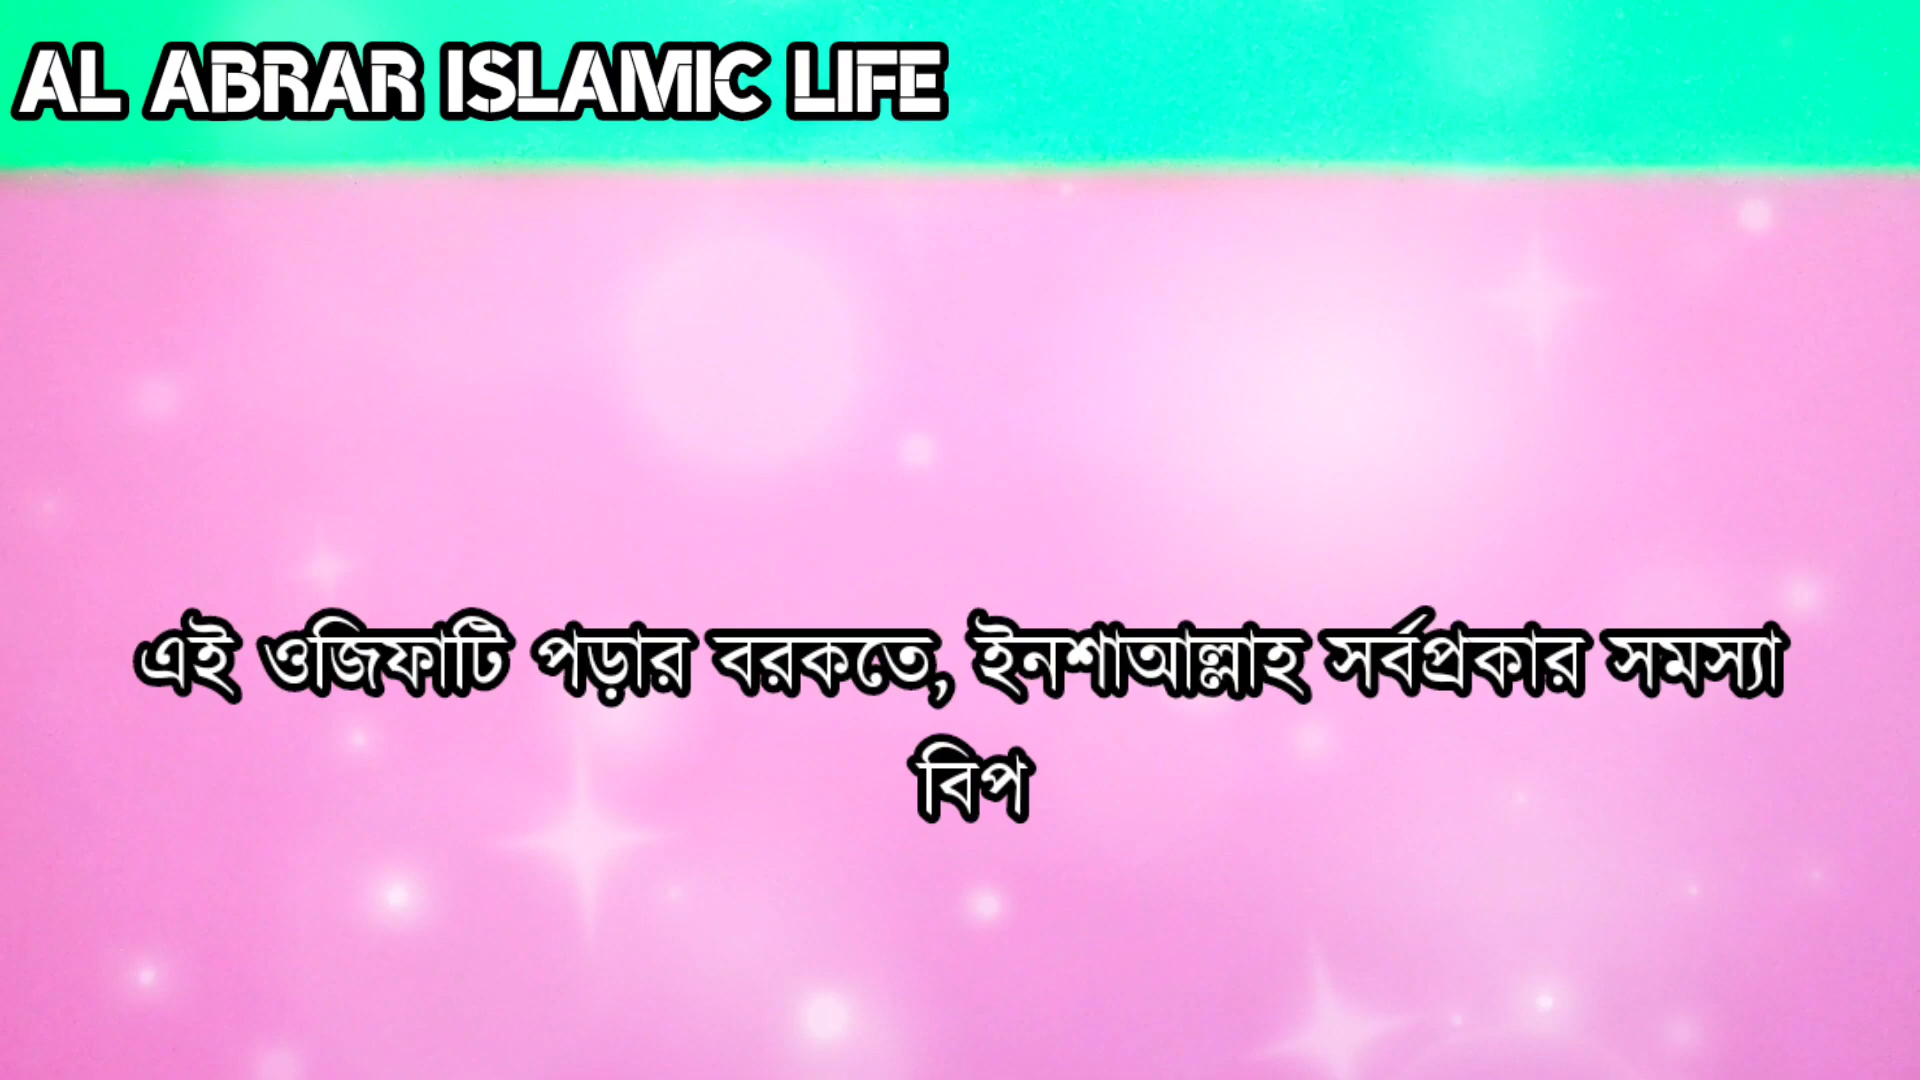 AL ABRAR ISLAMIC LIFE
এই ওজিফাটি পড়ার বরকতে, ইনশাআল্লাহ সর্বপ্রকার সমস্যা
বিপ